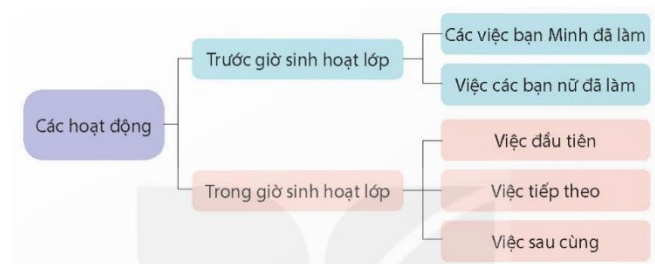 Các hoạt động
Trước giờ sinh hoạt lớp
Các việc bạn Minh đã làm
Việc các bạn nữ đã làm
Trong giờ sinh hoạt lớp
Việc đầu tiên
Việc tiếp theo
Việc sau cùng